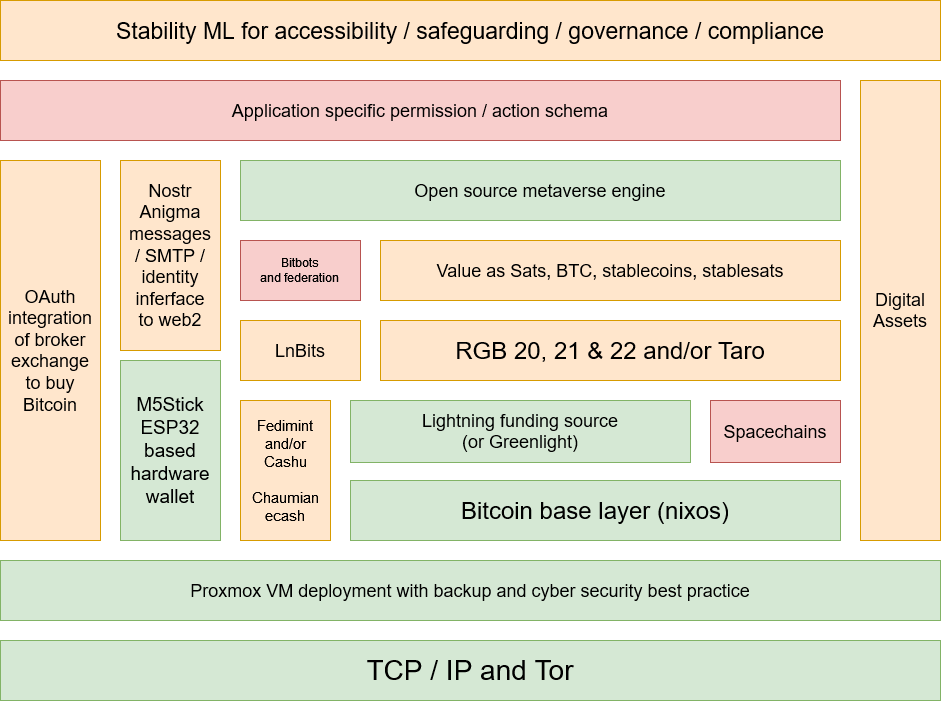 Stability ML for accessibility / safeguarding / governance / compliance
Application specific permission / action schema
OAuth
integration
of broker
exchange
to buy
Bitcoin
Nostr
Anigma
messages
/ SMTP /
identity
inferface
to web2
M5Stick
ESP32
based
hardware
wallet
Open source metaverse engine
Bitbots
and federation
Value as Sats, BTC, stablecoins, stablesats
LnBits
RGB 20, 21 & 22 and/or Taro
Fedimint
and/or
Cashu
Chaumian
ecash
Lightning funding source
(or Greenlight)
Spacechains
Bitcoin base layer (nixos)
Digital
Assets
Proxmox VM deployment with backup and cyber security best practice
TCP / IP and Tor